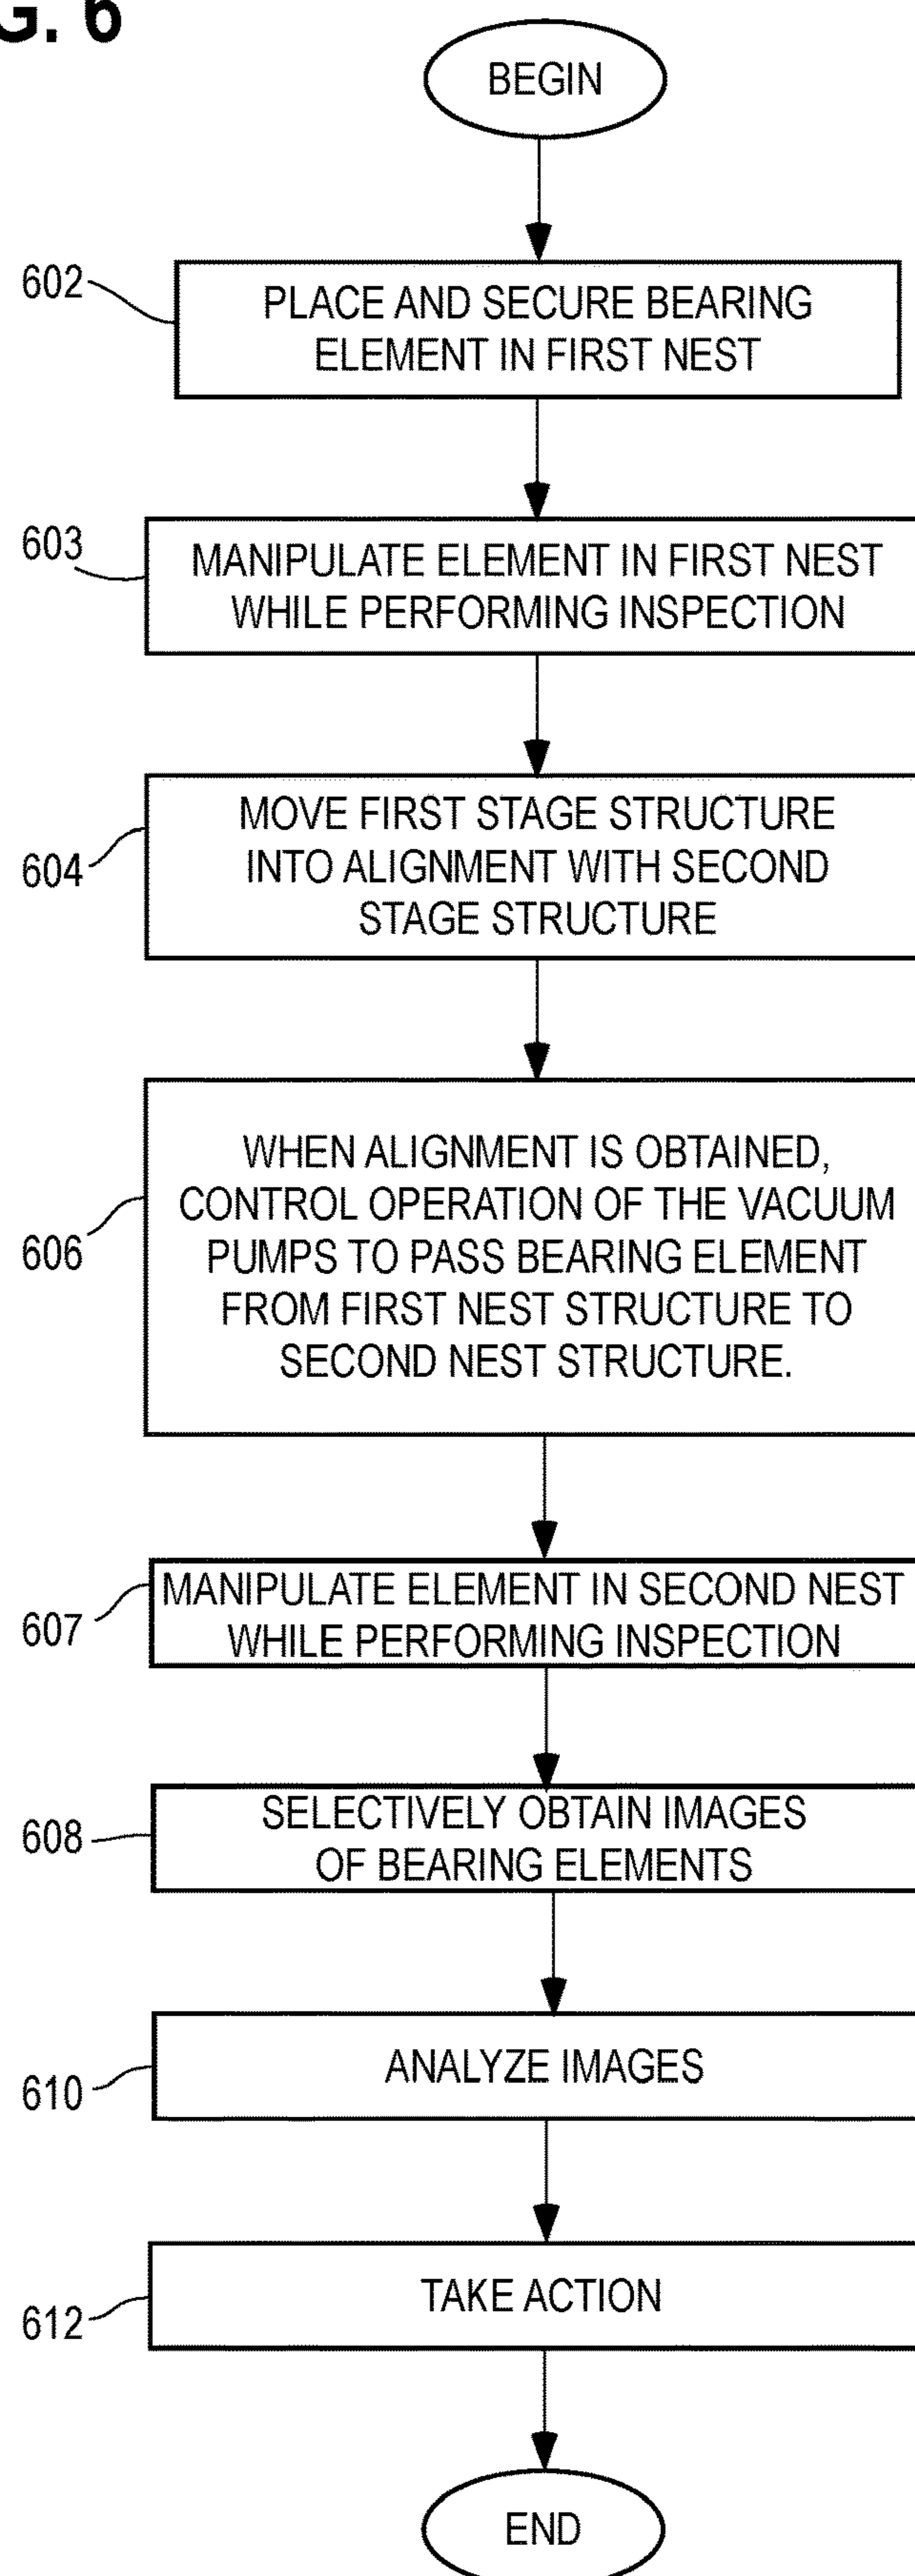 G. 6
BEGIN
602
PLACE AND SECURE BEARING
ELEMENT IN FIRST NEST
603
MANIPULATE ELEMENT IN FIRST NEST
WHILE PERFORMING INSPECTION
MOVE FIRST STAGE STRUCTURE
INTO ALIGNMENT WITH SECOND
STAGE STRUCTURE
604
WHEN ALIGNMENT IS OBTAINED,
CONTROL OPERATION OF THE VACUUM
PUMPS TO PASS BEARING ELEMENT
FROM FIRST NEST STRUCTURE TO
SECOND NEST STRUCTURE.
606
MANIPULATE ELEMENT IN SECOND NEST
WHILE PERFORMING INSPECTION
607
SELECTIVELY OBTAIN IMAGES
OF BEARING ELEMENTS
608
ANALYZE IMAGES
610
TAKE ACTION
612
END